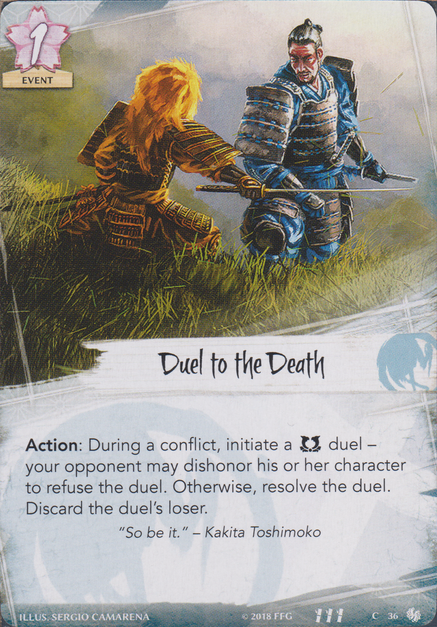 1
EVENT
Duel to the Death
Action: During a conflict, initiate a duel –
your opponent may dishonor his or her character
to refuse the duel. Otherwise, resolve the duel.
Discard the duel's loser.
"So be it." – Kakita Toshimoko
ILLUS. SERGIO CAMARENA
© 2018 FFG
C 36